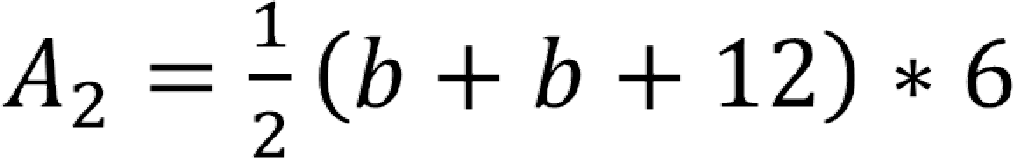 A₂ = ½ (b + b + 12) * 6